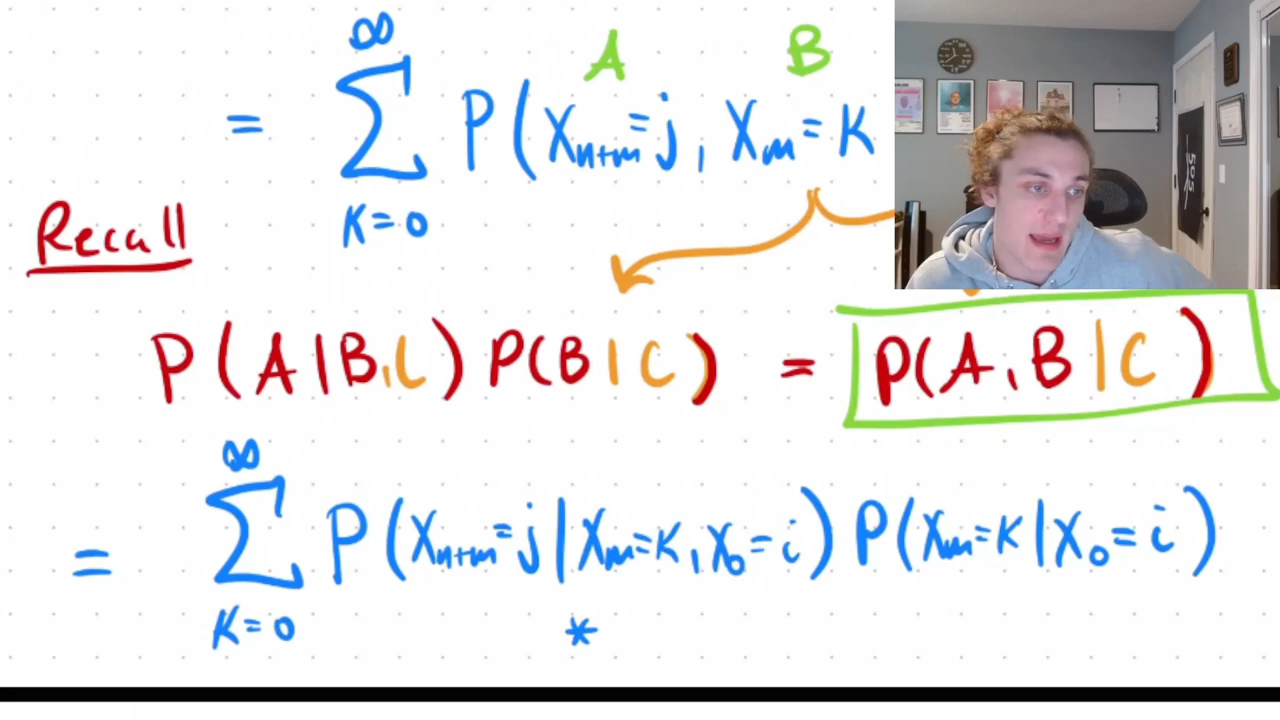 ∞ A B
= Σ P(X_{n+m}=j, X_m=K
K=0
Recall
P(A|B,C)P(B|C) = P(A,B|C)
∞
= Σ P(X_{n+m}=j|X_m=K,X_0=i)P(X_m=K|X_0=i)
K=0 *